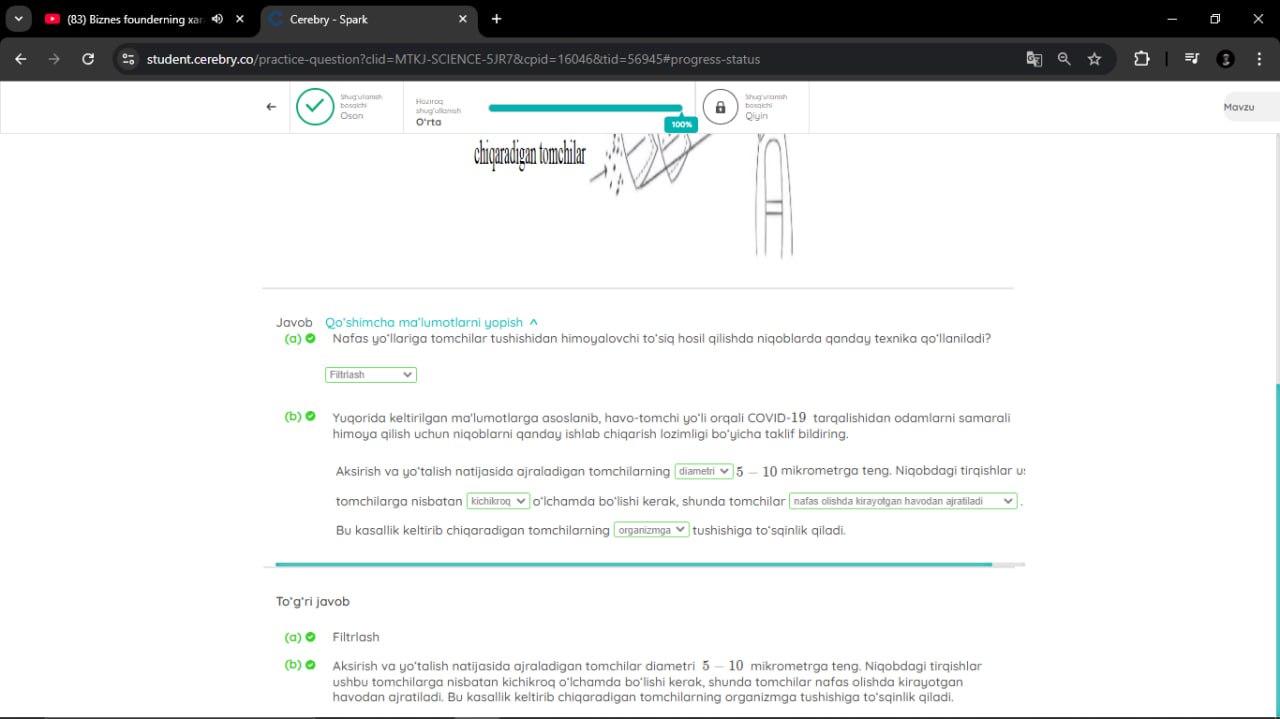 (83) Biznes founderning xar
Cerebry - Spark
student.cerebry.co/practice-question?clid=MTKJ-SCIENCE-5JR7&cpid=16046&tid=56945#progress-status
Shug'ullanish
bosqichi
Oson
Hoziroq
shug'ullanish
O'rta
100%
Shug'ullanish
bosqichi
Qiyin
Mavzu
chiqaradigan tomchilar
Javob Qo'shimcha ma'lumotlarni yopish
(a) Nafas yo'llariga tomchilar tushishidan himoyalovchi to'siq hosil qilishda niqoblarda qanday texnika qo'llaniladi?
Filtrlash
(b) Yuqorida keltirilgan ma'lumotlarga asoslanib, havo-tomchi yo'li orqali COVID-19 tarqalishidan odamlarni samarali
himoya qilish uchun niqoblarni qanday ishlab chiqarish lozimligi bo'yicha taklif bildiring.
Aksirish va yo'talish natijasida ajraladigan tomchilarning diametri 5 – 10 mikrometrga teng. Niqobdagi tirqishlar us
tomchilarga nisbatan kichikroq o'lchamda bo'lishi kerak, shunda tomchilar nafas olishda kirayotgan havodan ajratiladi .
Bu kasallik keltirib chiqaradigan tomchilarning organizmga tushishiga to'sqinlik qiladi.
To'g'ri javob
(a) Filtrlash
(b) Aksirish va yo'talish natijasida ajraladigan tomchilar diametri 5 – 10 mikrometrga teng. Niqobdagi tirqishlar
ushbu tomchilarga nisbatan kichikroq o'lchamda bo'lishi kerak, shunda tomchilar nafas olishda kirayotgan
havodan ajratiladi. Bu kasallik keltirib chiqaradigan tomchilarning organizmga tushishiga to'sqinlik qiladi.